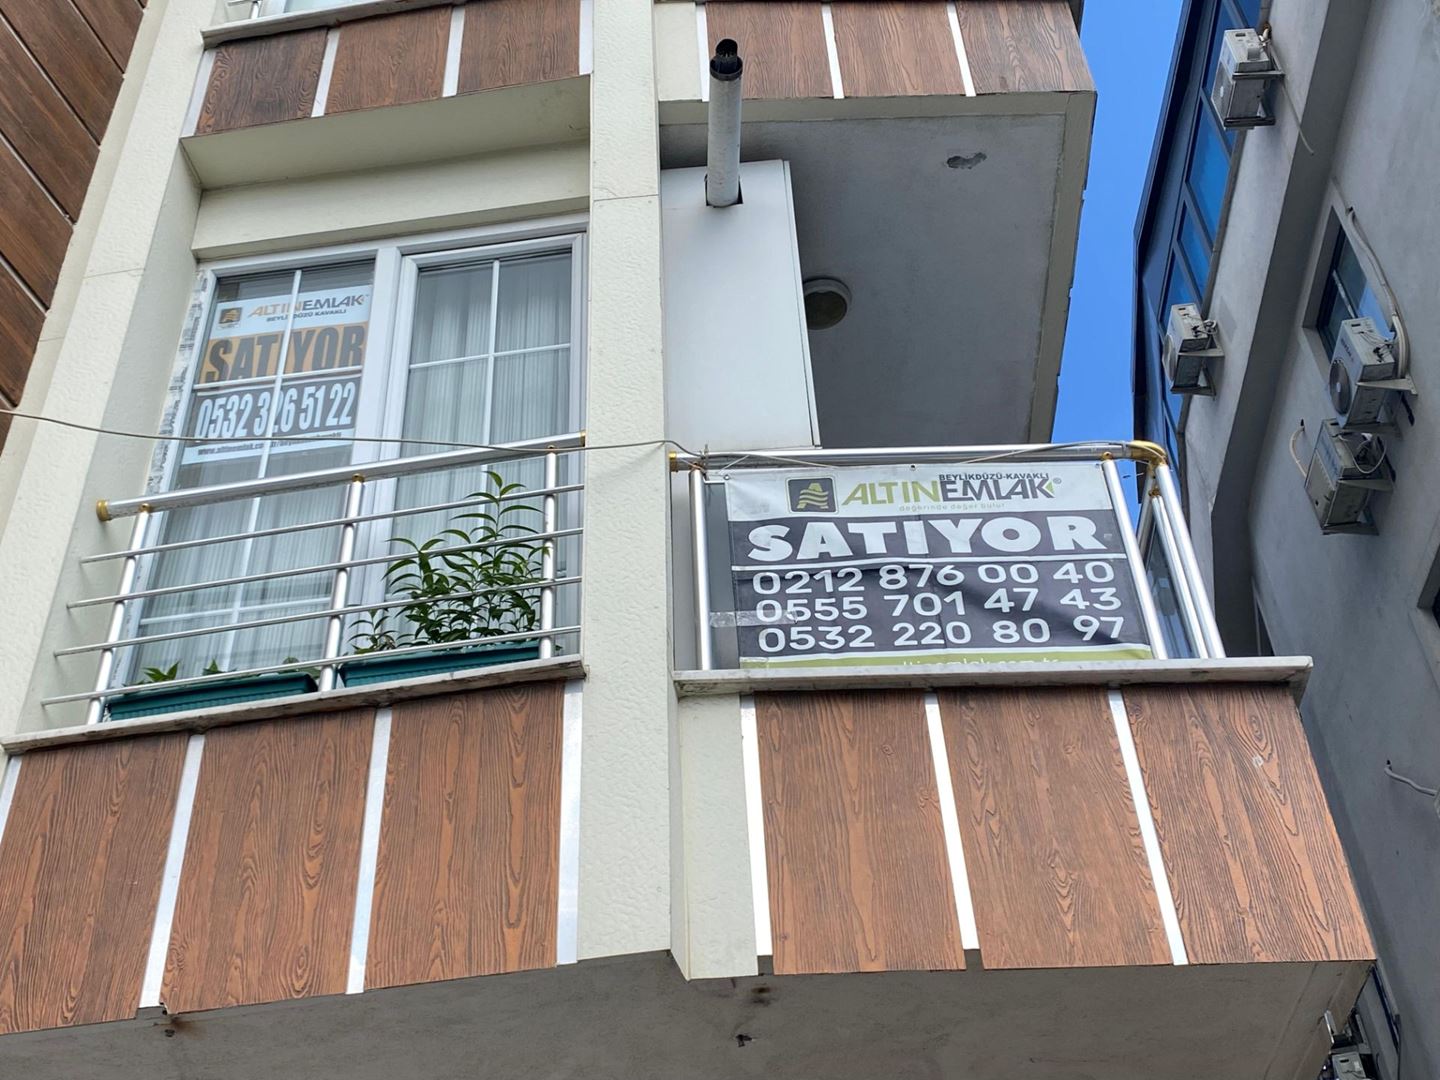 ALTINEMLAK
BEYLİKDÜZÜ KAVAKLI
SATIYOR
0532 326 51 22
BEYLİKDÜZÜ-KAVAKLI
ALTINEMLAK®
değerinde değer bulur
SATIYOR
0212 876 00 40
0555 701 47 43
0532 220 80 97